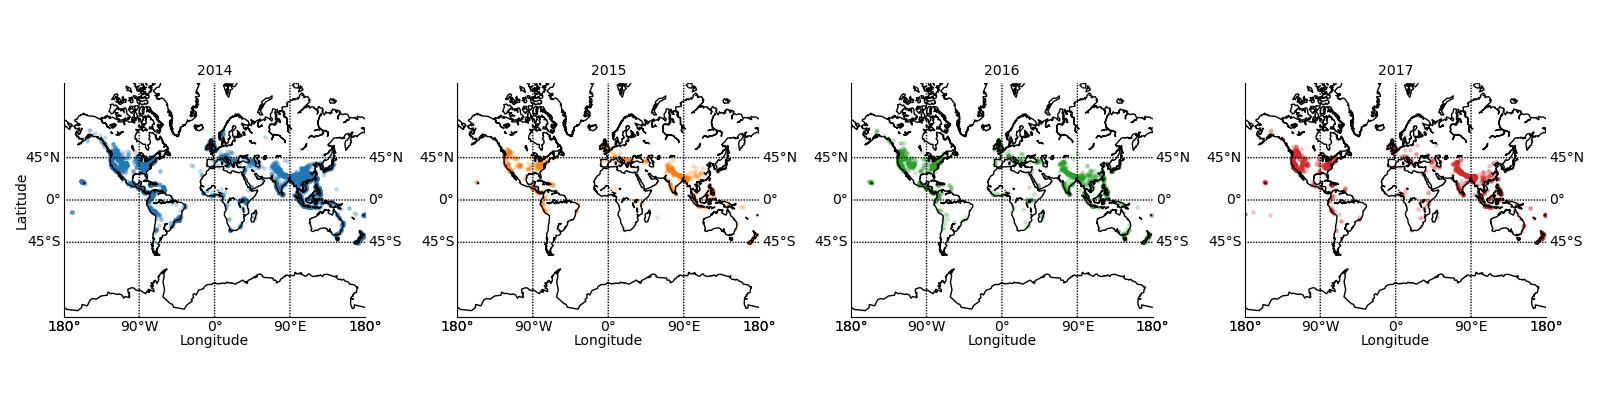 2014 2015 2016 2017
Latitude
45°N 45°N 45°N 45°N 45°N 45°N 45°N 45°N
0° 0° 0° 0° 0° 0° 0° 0°
45°S 45°S 45°S 45°S 45°S 45°S 45°S 45°S
180° 90°W 0° 90°E 180° 180° 90°W 0° 90°E 180° 180° 90°W 0° 90°E 180° 180° 90°W 0° 90°E 180°
Longitude Longitude Longitude Longitude